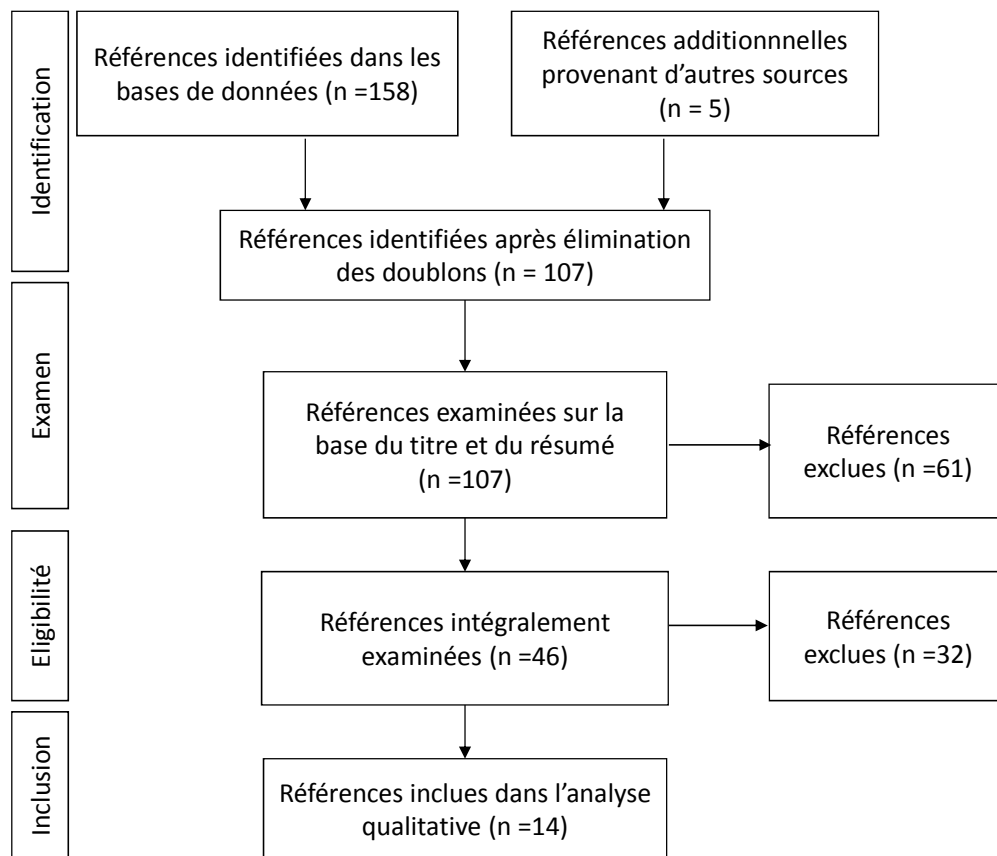 Identification
Références identifiées dans les
bases de données (n =158)
Références additionnnelles
provenant d'autres sources
(n = 5)
Références identifiées après élimination
des doublons (n = 107)
Examen
Références examinées sur la
base du titre et du résumé
(n =107)
Références
exclues (n =61)
Eligibilité
Références intégralement
examinées (n =46)
Références
exclues (n =32)
Inclusion
Références inclues dans l'analyse
qualitative (n =14)